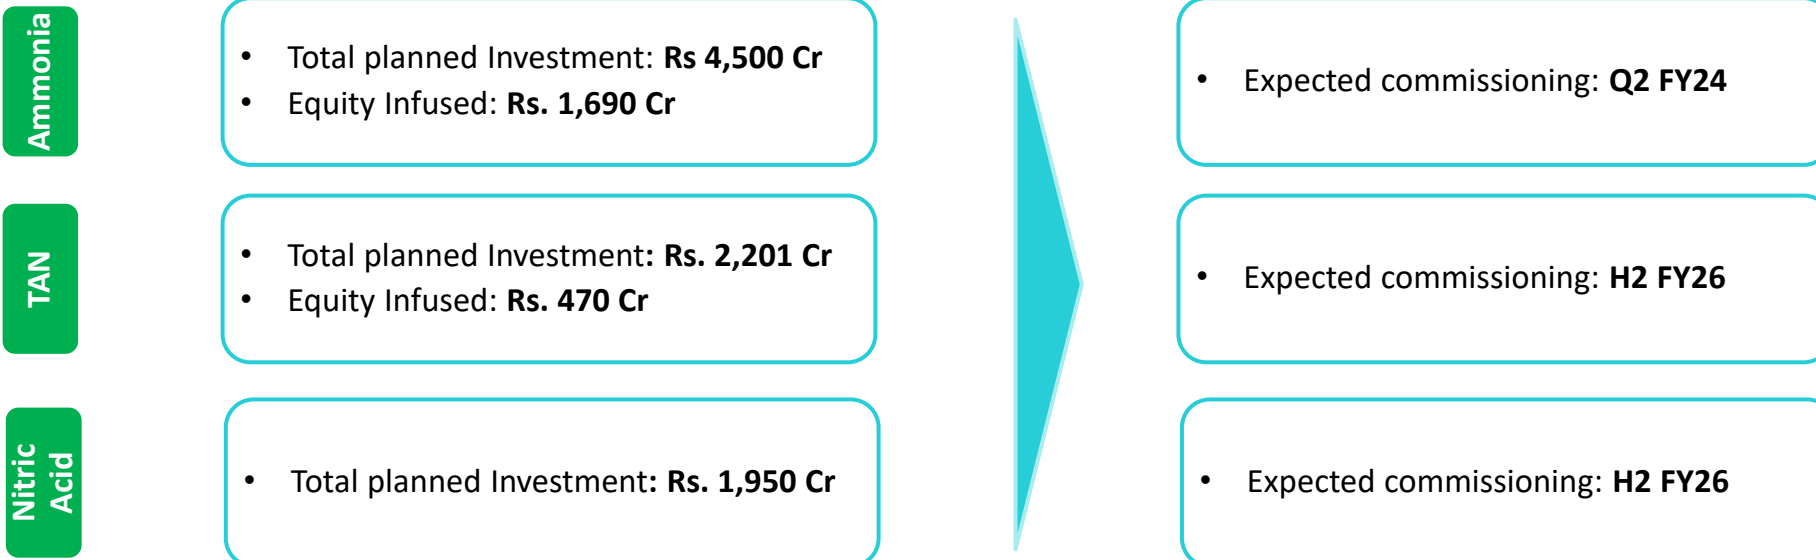 Ammonia
• Total planned Investment: Rs 4,500 Cr
• Equity Infused: Rs. 1,690 Cr
• Expected commissioning: Q2 FY24
TAN
• Total planned Investment: Rs. 2,201 Cr
• Equity Infused: Rs. 470 Cr
• Expected commissioning: H2 FY26
Nitric
Acid
• Total planned Investment: Rs. 1,950 Cr
• Expected commissioning: H2 FY26